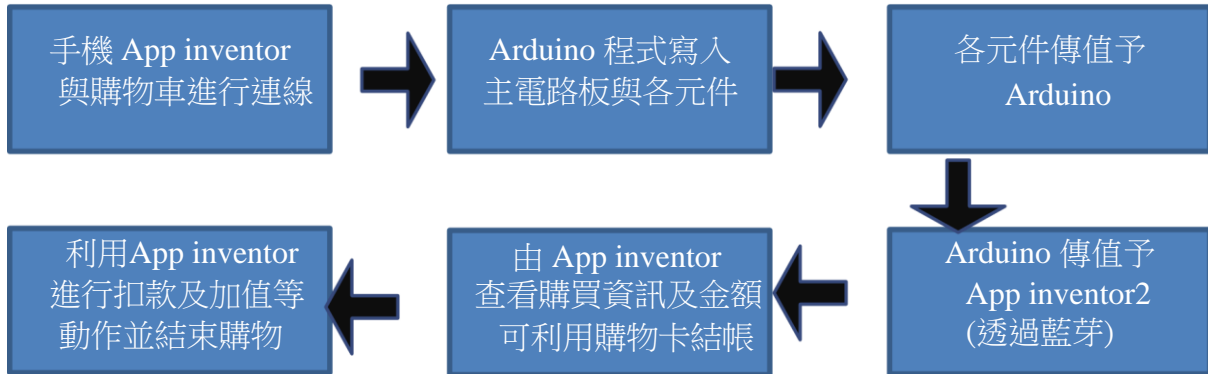 手機 App inventor
與購物車進行連線
Arduino 程式寫入
主電路板與各元件
各元件傳值予
Arduino
Arduino 傳值予
App inventor2
(透過藍芽)
由 App inventor
查看購買資訊及金額
可利用購物卡結帳
利用App inventor
進行扣款及加值等
動作並結束購物